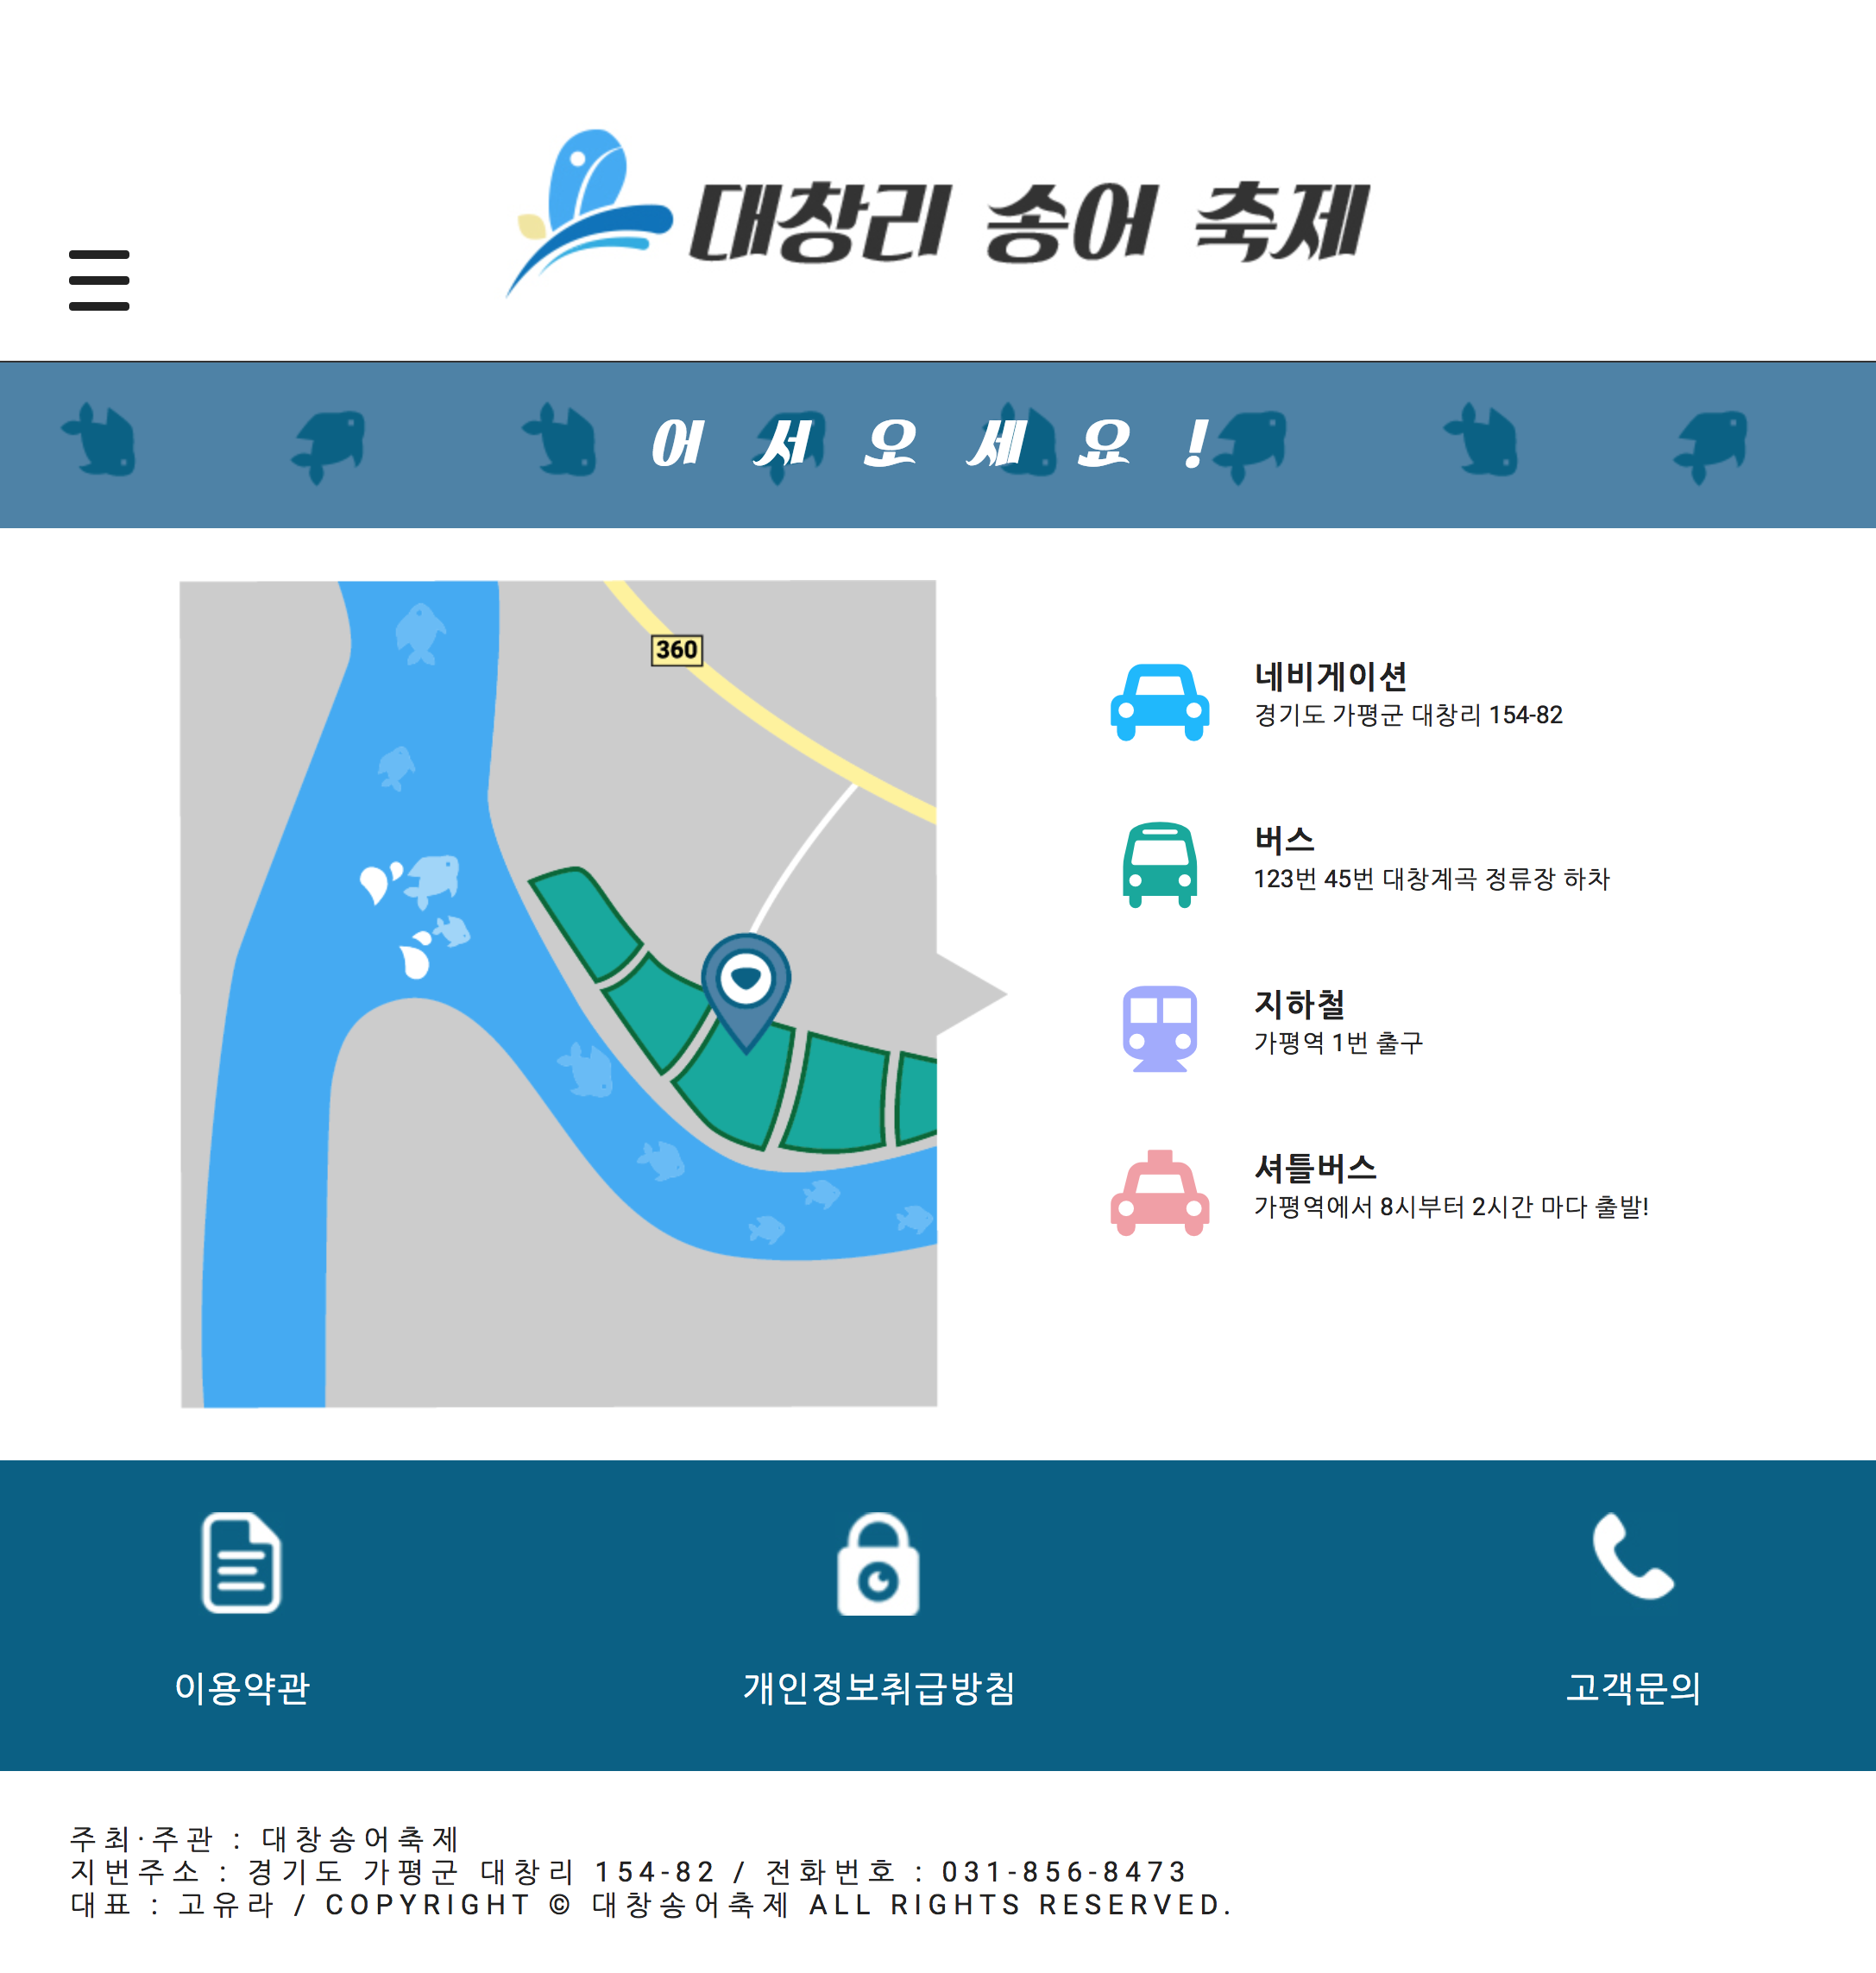 대창리 송어 축제
어서오세요!
360
네비게이션
경기도 가평군 대창리 154-82
버스
123번 45번 대창계곡 정류장 하차
지하철
가평역 1번 출구
셔틀버스
가평역에서 8시부터 2시간 마다 출발!
이용약관
개인정보취급방침
고객문의
주최·주관 : 대창송어축제
지번주소 : 경기도 가평군 대창리 154-82 / 전화번호 : 031-856-8473
대표 : 고유라 / COPYRIGHT © 대창송어축제 ALL RIGHTS RESERVED.